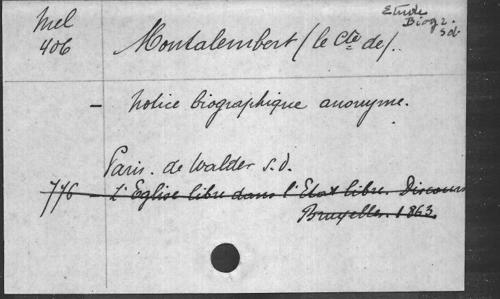 Etude
Biogr.
sd.
Mel
406
Montalembert (le Cte de).
— Notice biographique anonyme.
Paris. de Walder s.d.
776 — L'Eglise libre dans l'Etat libre. Discours
Bruxelles. 1863